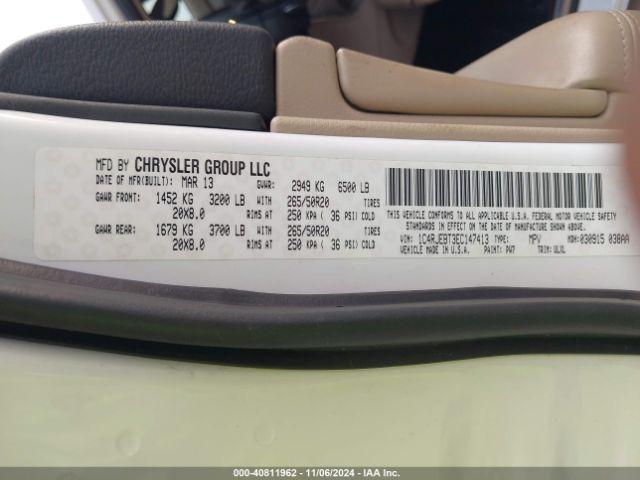 MFD BY CHRYSLER GROUP LLC
DATE OF MFR(BUILT): MAR 13 GVWR: 2949 KG 6500 LB
GAWR FRONT: 1452 KG 3200 LB WITH 265/50R20 TIRES
20X8.0 RIMS AT 250 KPA ( 36 PSI) COLD
GAWR REAR: 1679 KG 3700 LB WITH 265/50R20 TIRES
20X8.0 RIMS AT 250 KPA ( 36 PSI) COLD
THIS VEHICLE CONFORMS TO ALL APPLICABLE U.S.A. FEDERAL MOTOR VEHICLE SAFETY
STANDARDS IN EFFECT ON THE DATE OF MANUFACTURE SHOWN ABOVE.
VIN: 1C4RJEBT3EC147413 TYPE: MPV MDH:030915 038AA
VEHICLE MADE IN U.S.A. PAINT: PW7 TRIM: ULXL
000-40811962 - 11/06/2024 - IAA Inc.